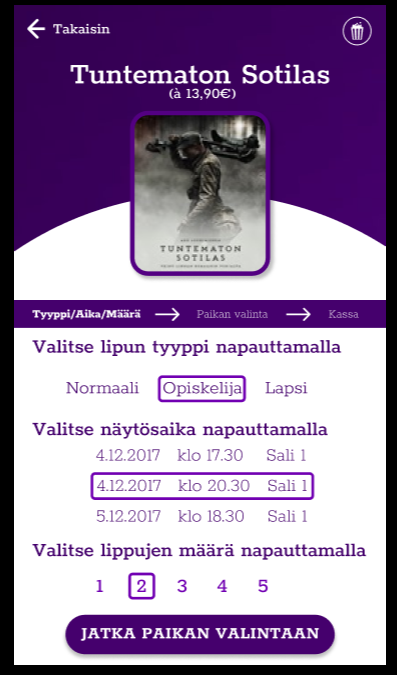 Takaisin
Tuntematon Sotilas
(à 13,90€)
TUNTEMATON
SOTILAS
Tyyppi/Aika/Määrä Paikan valinta Kassa
Valitse lipun tyyppi napauttamalla
Normaali Opiskelija Lapsi
Valitse näytösaika napauttamalla
4.12.2017 klo 17.30 Sali 1
4.12.2017 klo 20.30 Sali 1
5.12.2017 klo 18.30 Sali 1
Valitse lippujen määrä napauttamalla
1 2 3 4 5
JATKA PAIKAN VALINTAAN